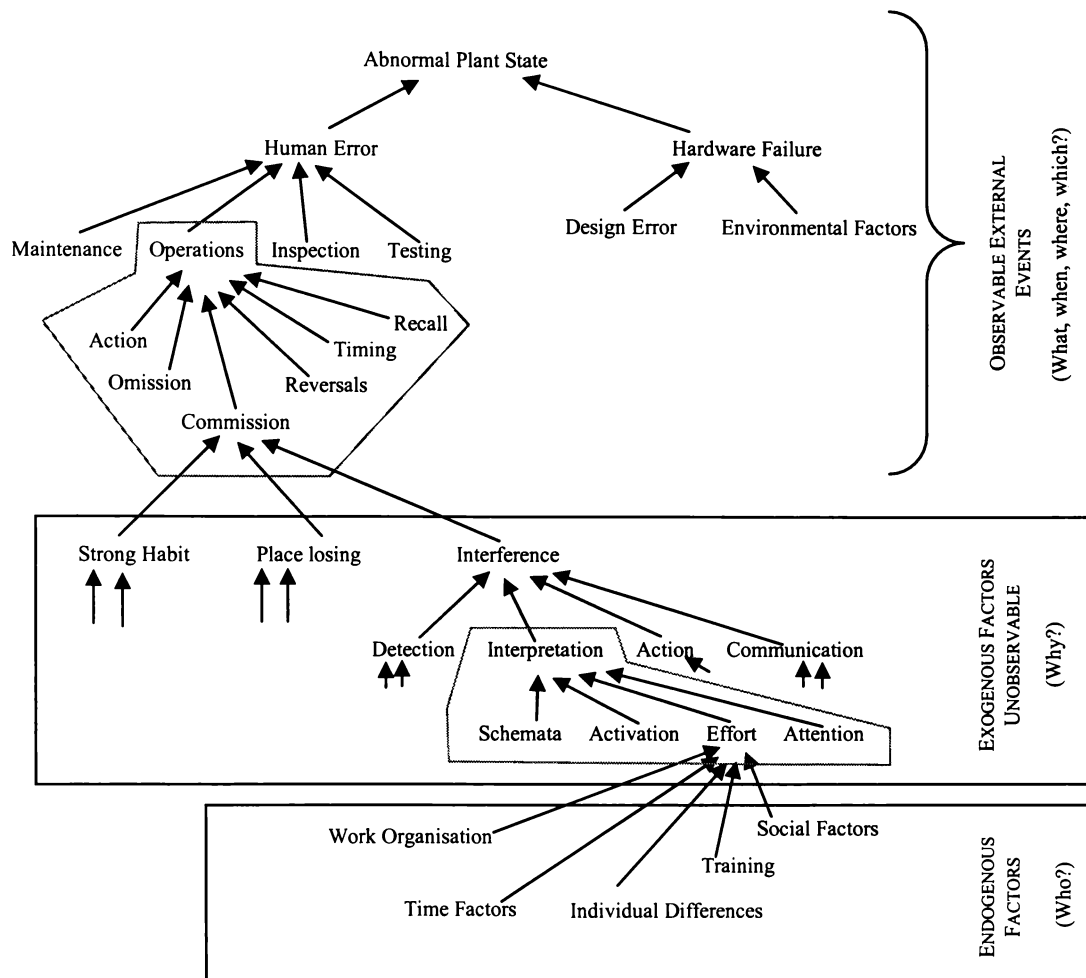 Abnormal Plant State
Human Error
Hardware Failure
Design Error
Environmental Factors
Maintenance
Operations
Inspection
Testing
Action
Omission
Commission
Reversals
Timing
Recall
OBSERVABLE EXTERNAL
EVENTS
(What, when, where, which?)
Strong Habit
Place losing
Interference
Detection
Interpretation
Action
Communication
Schemata
Activation
Effort
Attention
EXOGENOUS FACTORS
UNOBSERVABLE
(Why?)
Work Organisation
Social Factors
Training
Time Factors
Individual Differences
ENDOGENOUS
FACTORS
(Who?)